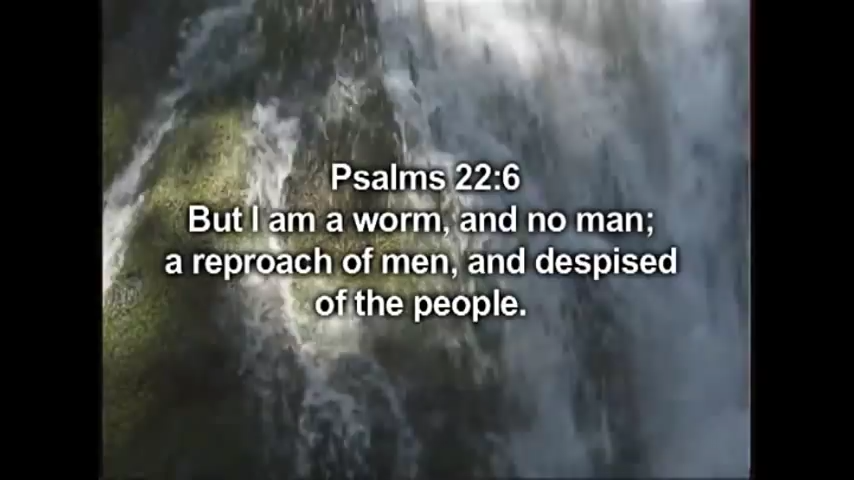 Psalms 22:6
But I am a worm, and no man;
a reproach of men, and despised
of the people.